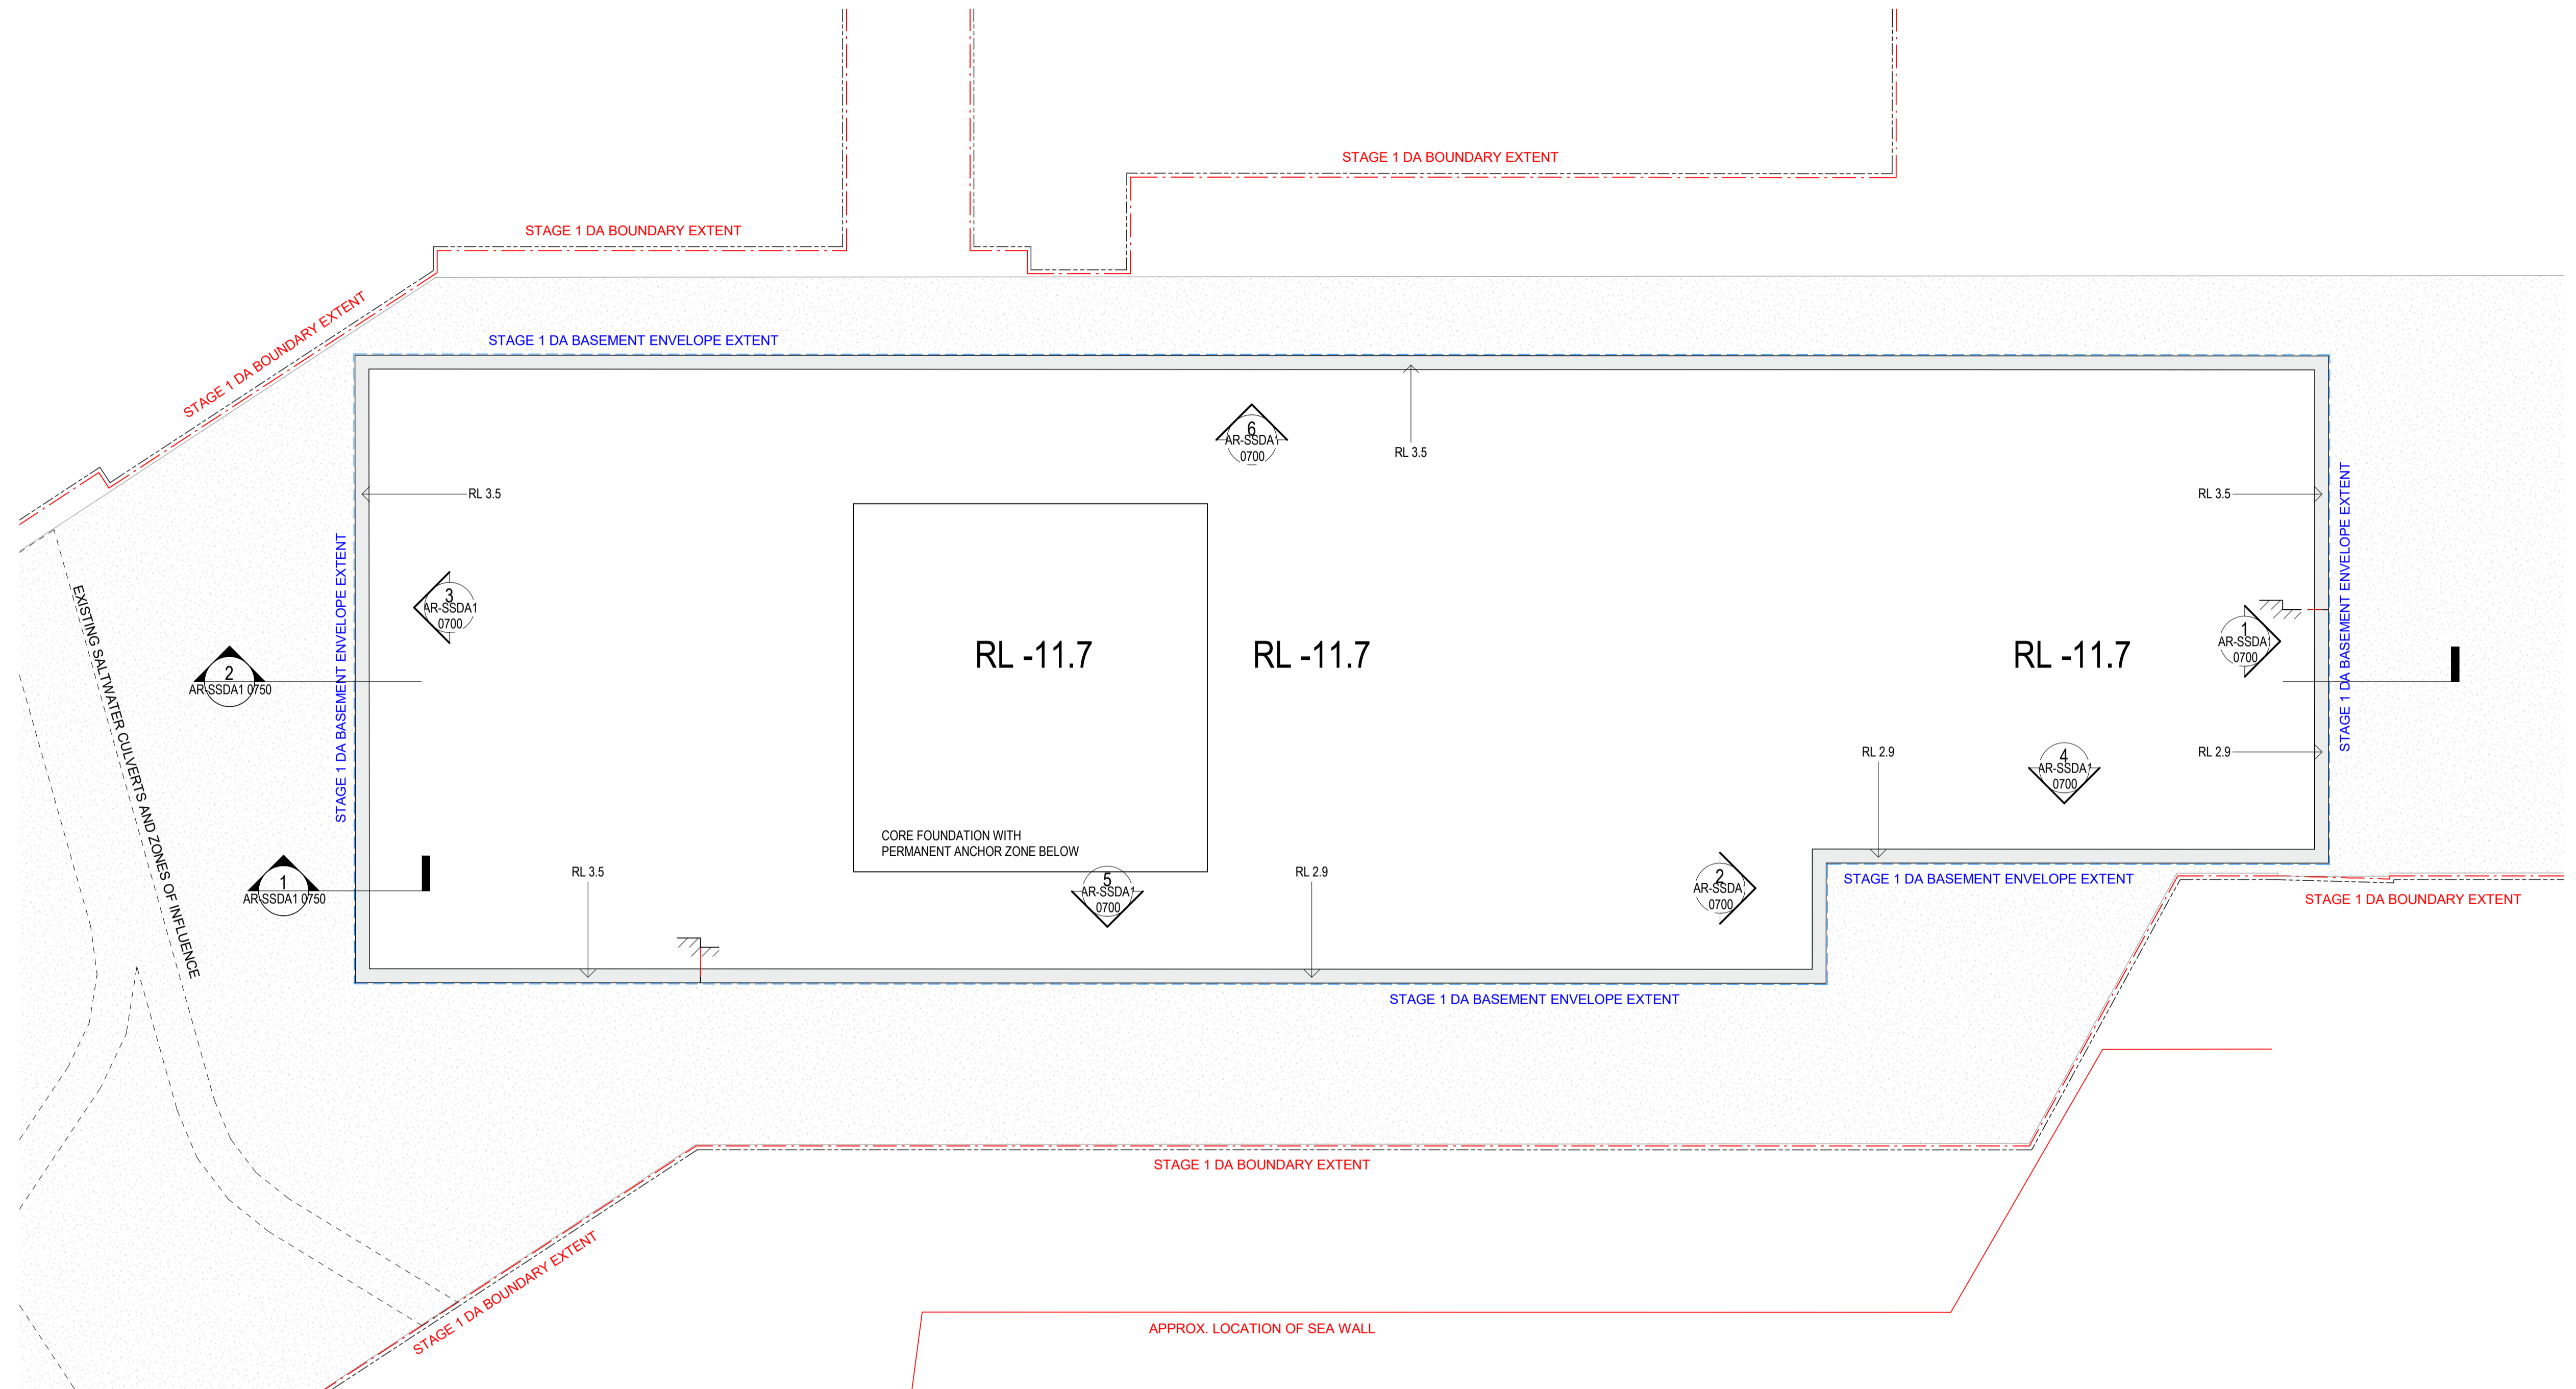 STAGE 1 DA BOUNDARY EXTENT
STAGE 1 DA BOUNDARY EXTENT
STAGE 1 DA BOUNDARY EXTENT
STAGE 1 DA BASEMENT ENVELOPE EXTENT
6
AR-SSDA1
0700
RL 3.5
RL 3.5
RL 3.5
STAGE 1 DA BASEMENT ENVELOPE EXTENT
STAGE 1 DA BASEMENT ENVELOPE EXTENT
EXISTING SALTWATER CULVERTS AND ZONES OF INFLUENCE
3
AR-SSDA1
0700
1
AR-SSDA1
0700
RL -11.7
RL -11.7
RL -11.7
2
AR-SSDA1 0750
RL 2.9
RL 2.9
4
AR-SSDA1
0700
CORE FOUNDATION WITH
PERMANENT ANCHOR ZONE BELOW
1
AR-SSDA1 0750
RL 3.5
5
AR-SSDA1
0700
RL 2.9
2
AR-SSDA1
0700
STAGE 1 DA BASEMENT ENVELOPE EXTENT
STAGE 1 DA BOUNDARY EXTENT
STAGE 1 DA BASEMENT ENVELOPE EXTENT
STAGE 1 DA BOUNDARY EXTENT
STAGE 1 DA BOUNDARY EXTENT
APPROX. LOCATION OF SEA WALL